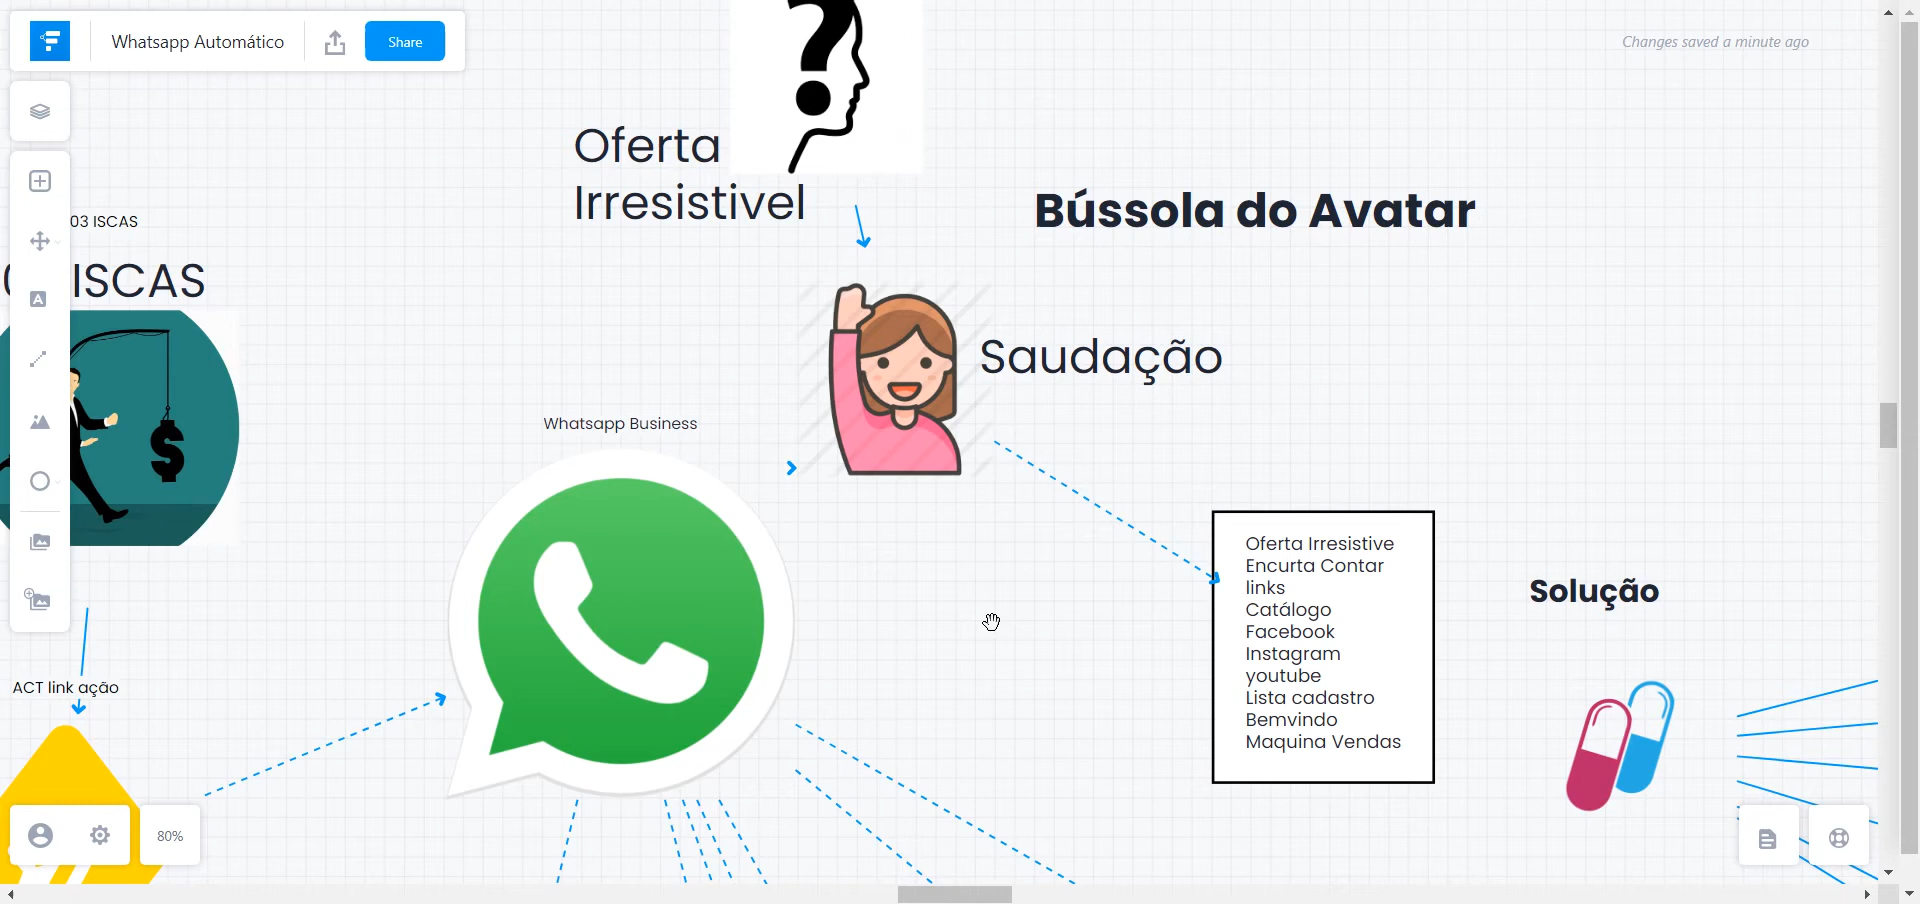 Whatsapp Automático
Share
Changes saved a minute ago
Oferta
Irresistivel
Bússola do Avatar
03 ISCAS
ISCAS
Saudação
Whatsapp Business
Oferta Irresistive
Encurta Contar
links
Catálogo
Facebook
Instagram
youtube
Lista cadastro
Bemvindo
Maquina Vendas
Solução
ACT link ação
80%